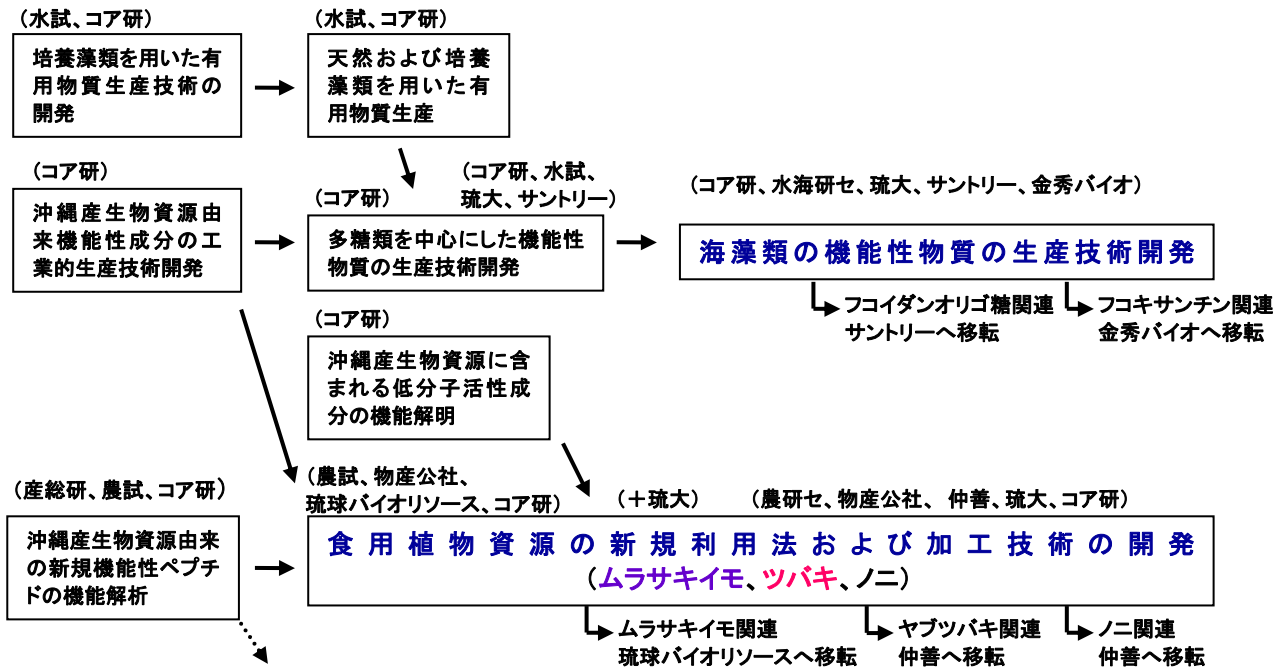 （水試、コア研）
培養藻類を用いた有
用物質生産技術の
開発
（水試、コア研）
天然および培養
藻類を用いた有
用物質生産
（コア研）
沖縄産生物資源由
来機能性成分の工
業的生産技術開発
（コア研）
（コア研、水試、
琉大、サントリー）
多糖類を中心にした機能性
物質の生産技術開発
（コア研、水海研セ、琉大、サントリー、金秀バイオ）
海藻類の機能性物質の生産技術開発
フコイダンオリゴ糖関連
サントリーへ移転
フコキサンチン関連
金秀バイオへ移転
（コア研）
沖縄産生物資源に含
まれる低分子活性成
分の機能解明
（産総研、農試、コア研）
沖縄産生物資源由来
の新規機能性ペプチ
ドの機能解析
（農試、物産公社、
琉球バイオリソース、コア研）
（＋琉大）
（農研セ、物産公社、仲善、琉大、コア研）
食用植物資源の新規利用法および加工技術の開発
（ムラサキイモ、ツバキ、ノニ）
ムラサキイモ関連
琉球バイオリソースへ移転
ヤブツバキ関連
仲善へ移転
ノニ関連
仲善へ移転